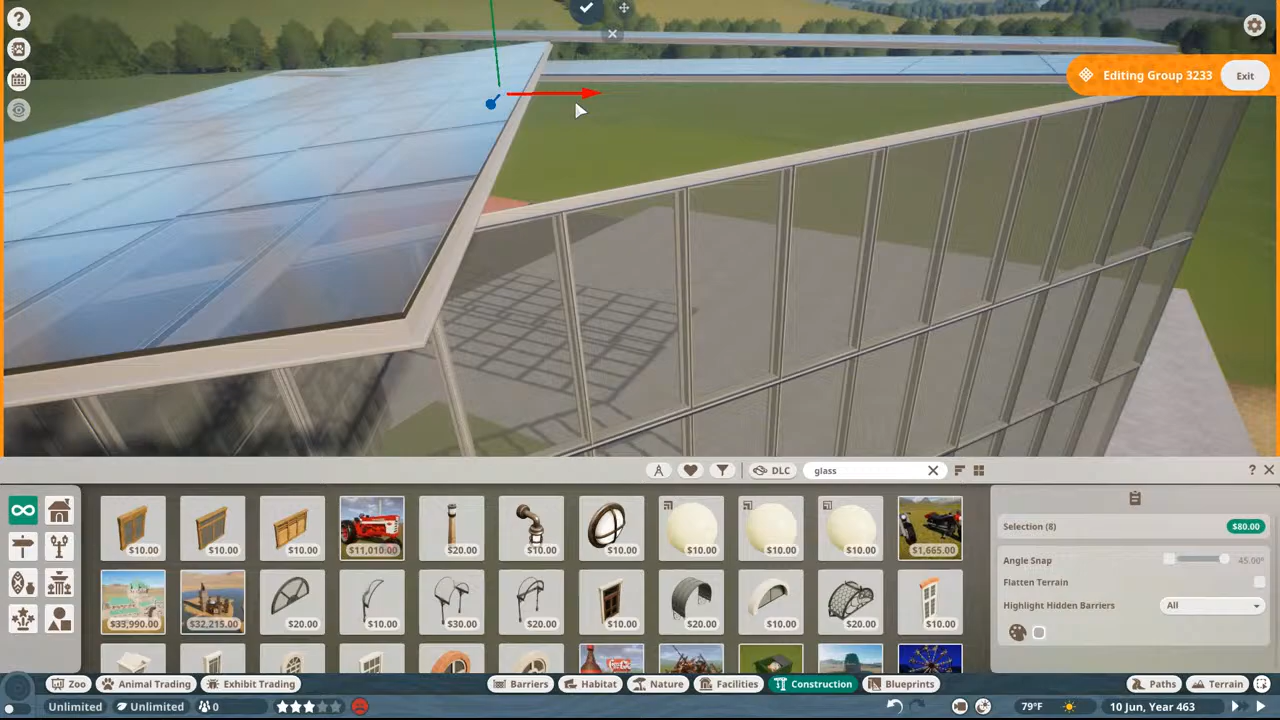 Editing Group 3233
Exit
DLC
glass
$10.00
$10.00
$10.00
$11,010.00
$20.00
$10.00
$10.00
$10.00
$10.00
$10.00
$1,665.00
$33,990.00
$32,215.00
$20.00
$10.00
$30.00
$20.00
$10.00
$20.00
$10.00
$20.00
$10.00
Selection (8)
$80.00
Angle Snap
45.00°
Flatten Terrain
Highlight Hidden Barriers
All
Zoo
Animal Trading
Exhibit Trading
Barriers
Habitat
Nature
Facilities
Construction
Blueprints
Paths
Terrain
Unlimited
Unlimited
0
79°F
10 Jun, Year 463